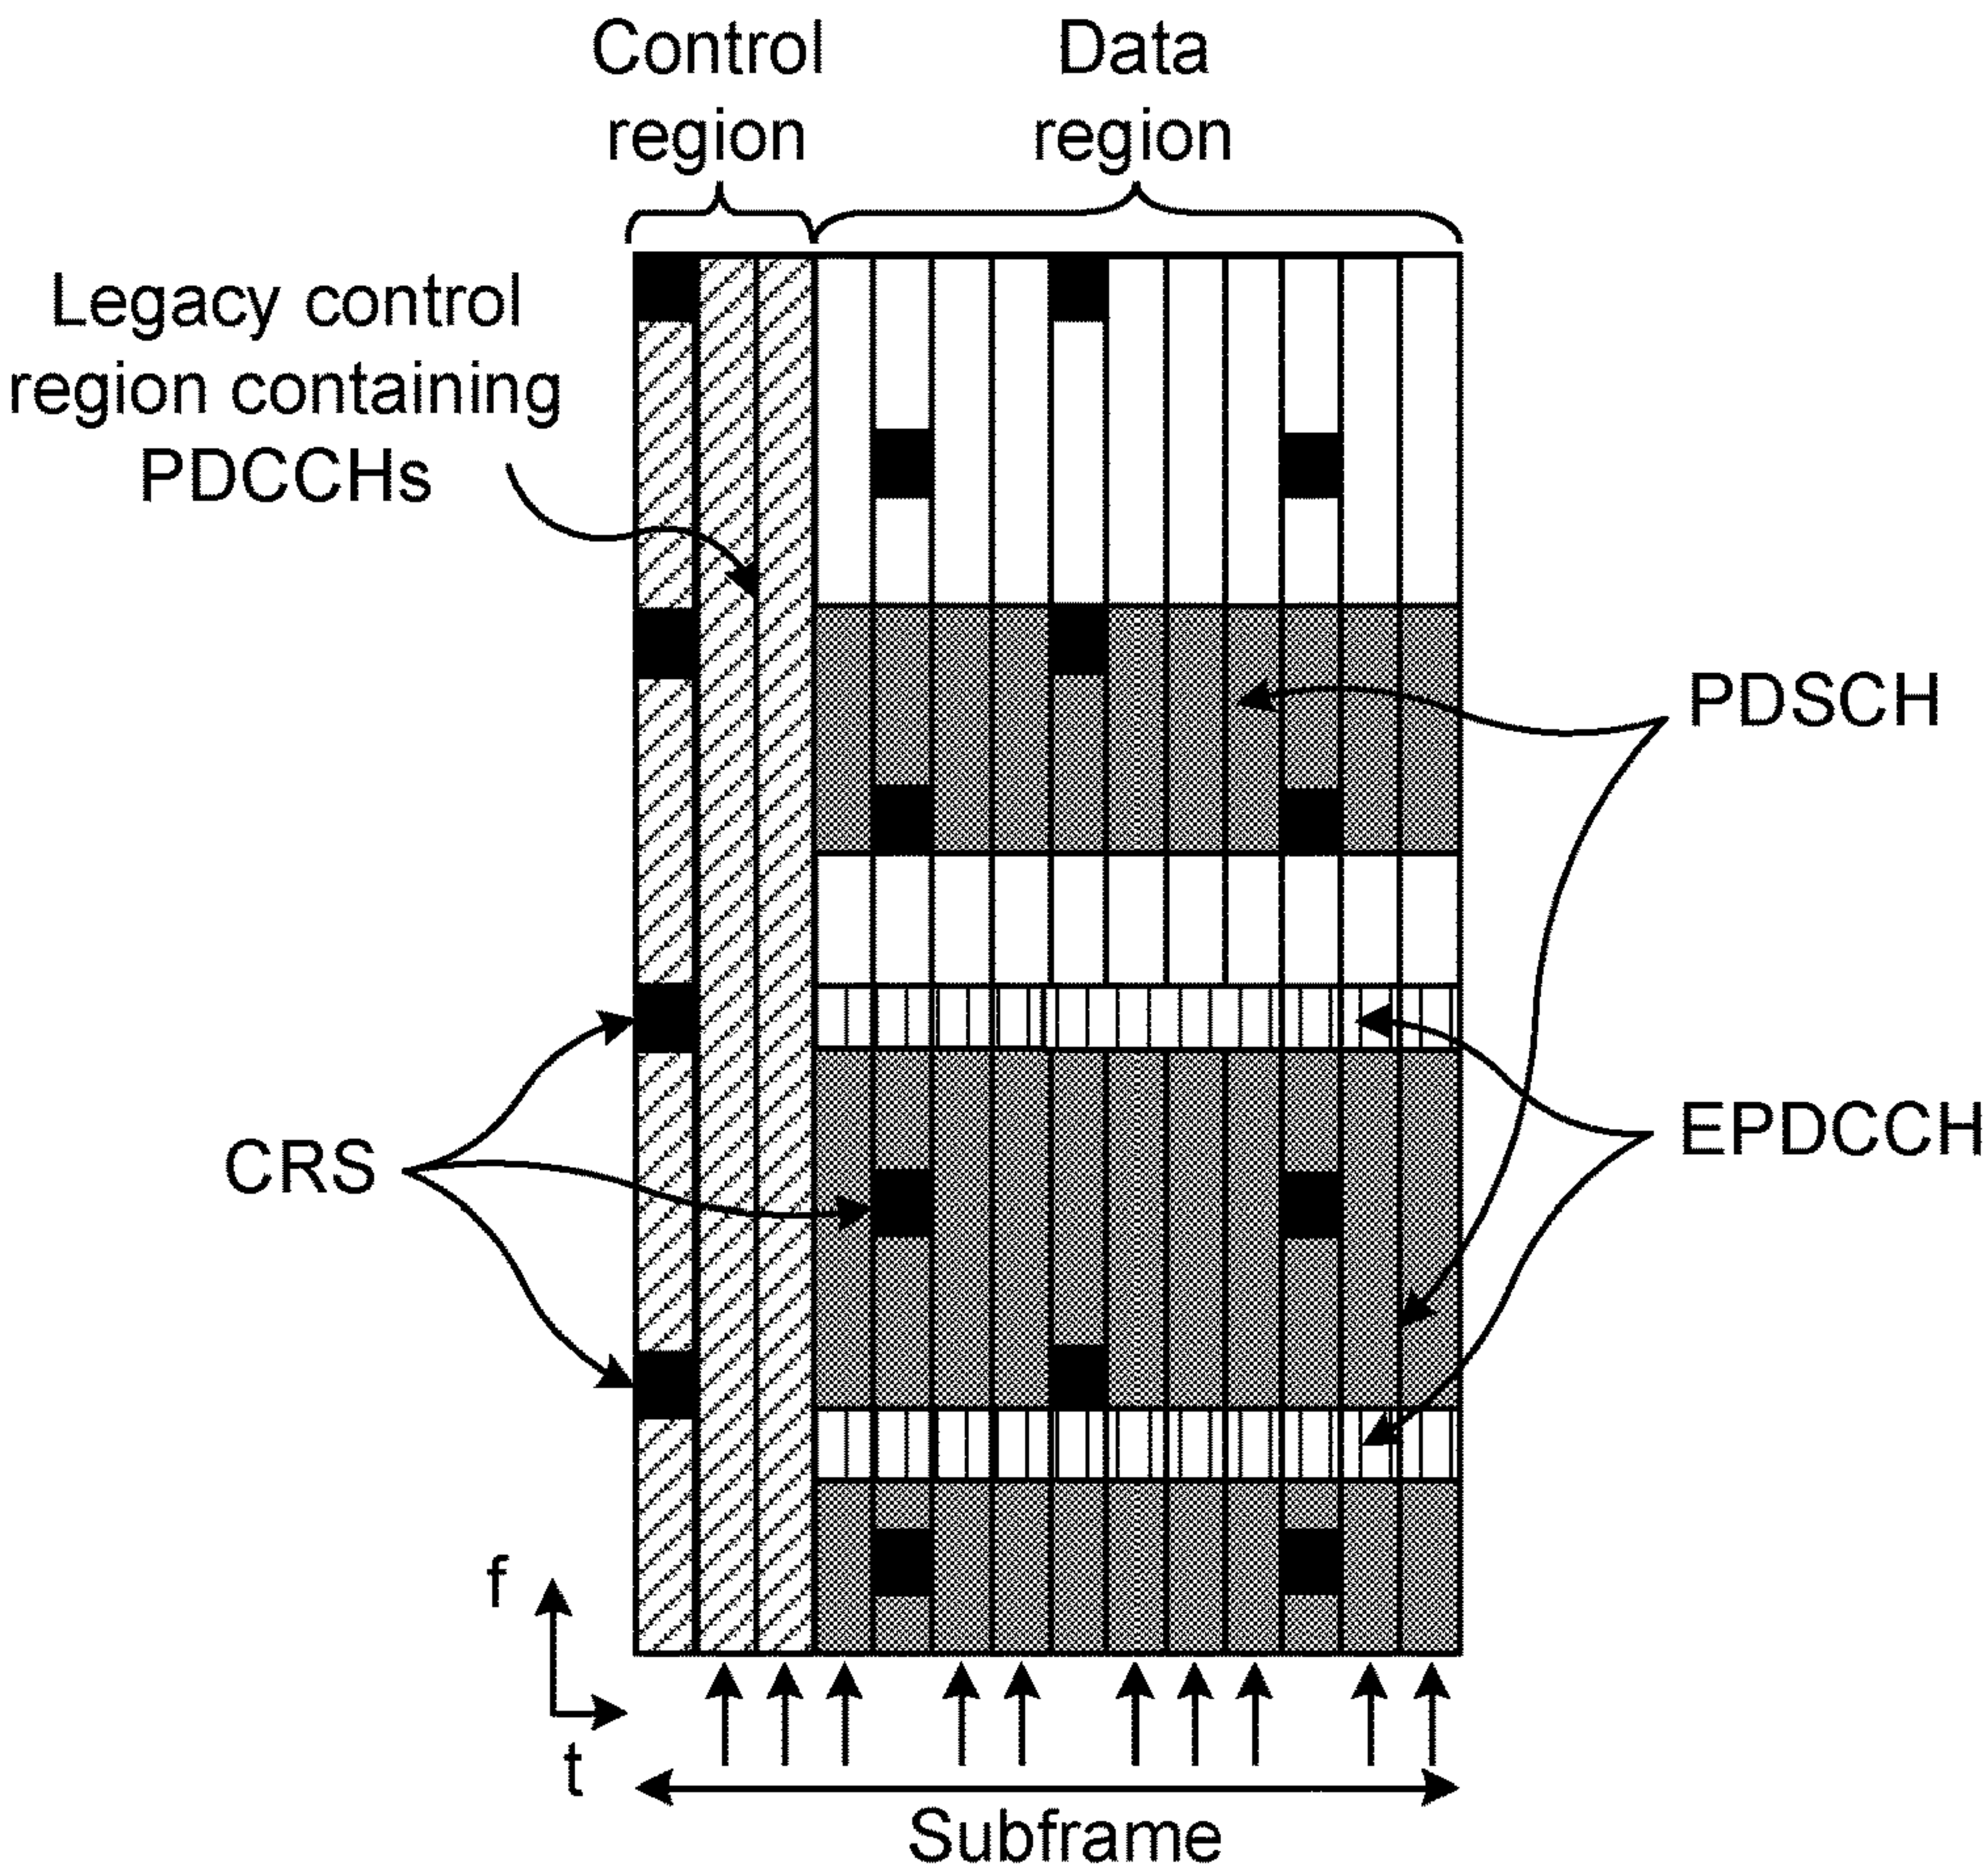 Control
region
Data
region
Legacy control
region containing
PDCCHs
PDSCH
EPDCCH
CRS
f
t
Subframe